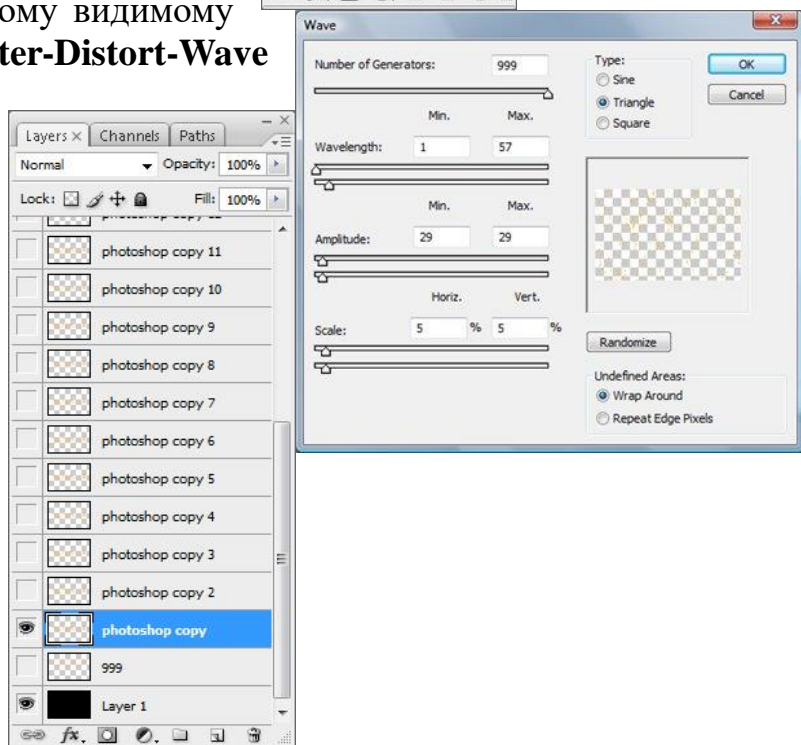 ому видимому
ter-Distort-Wave
Wave
Number of Generators: 999
Min. Max.
Wavelength: 1 57
Min. Max.
Amplitude: 29 29
Horiz. Vert.
Scale: 5 % 5 %
Type:
Sine
Triangle
Square
OK
Cancel
Randomize
Undefined Areas:
Wrap Around
Repeat Edge Pixels
Layers × Channels Paths
Normal Opacity: 100%
Lock: Fill: 100%
photoshop copy 11
photoshop copy 10
photoshop copy 9
photoshop copy 8
photoshop copy 7
photoshop copy 6
photoshop copy 5
photoshop copy 4
photoshop copy 3
photoshop copy 2
photoshop copy
999
Layer 1
fx.